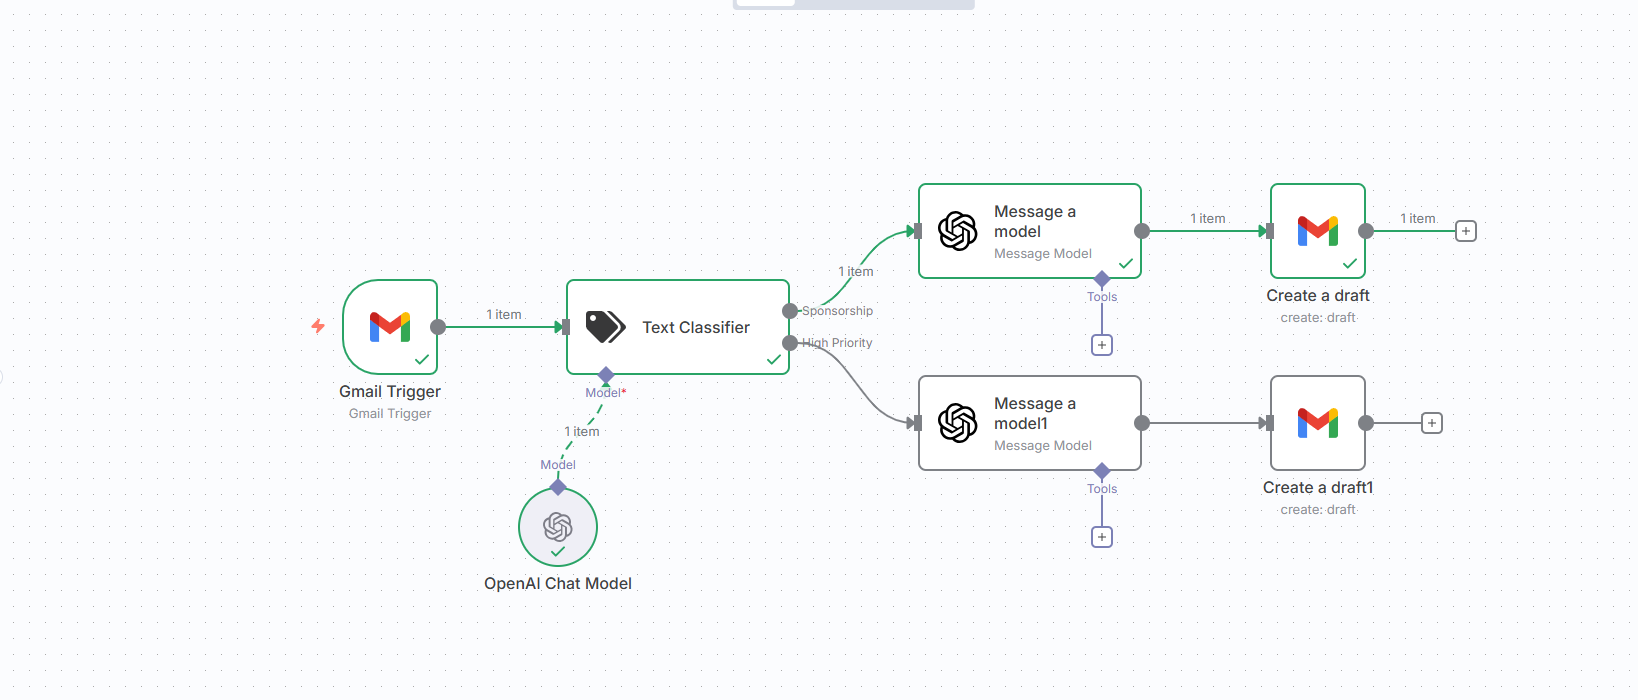 Message a
model
Message Model
1 item
1 item
Tools
Create a draft
create: draft
1 item
Sponsorship
1 item
Text Classifier
High Priority
Gmail Trigger
Gmail Trigger
Model*
1 item
Model
OpenAI Chat Model
Message a
model1
Message Model
Tools
Create a draft1
create: draft